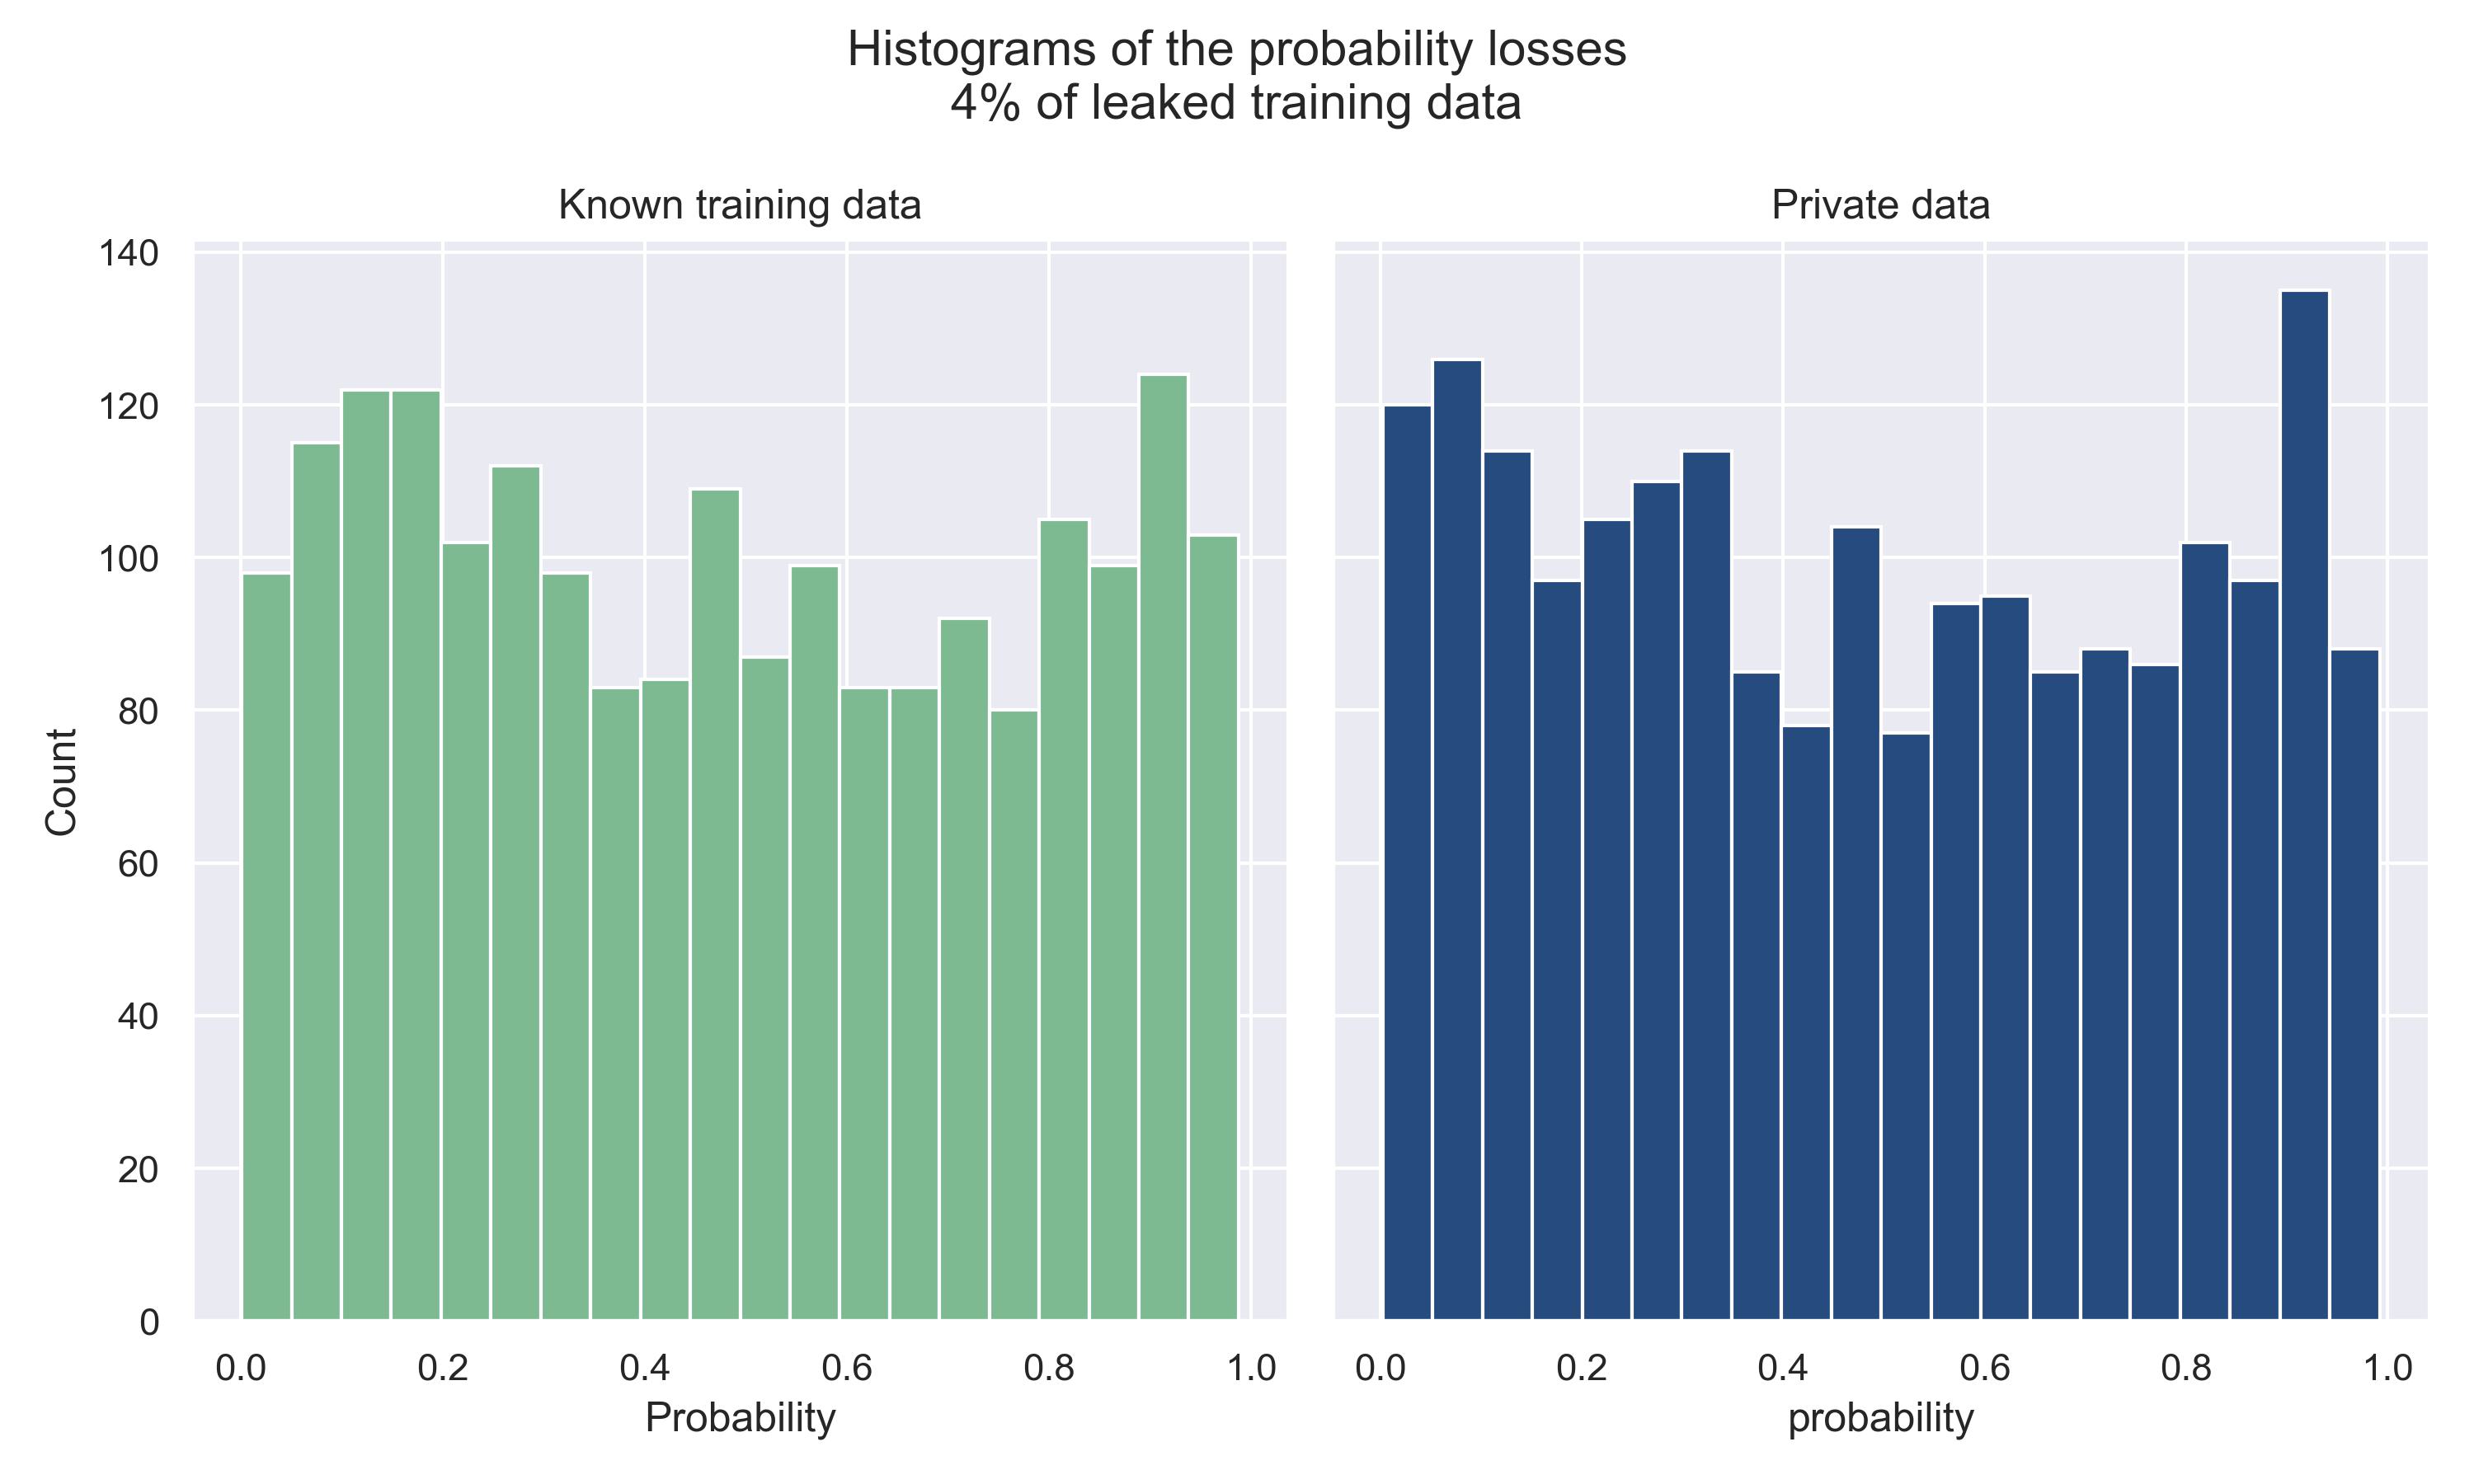 Histograms of the probability losses
4% of leaked training data
Known training data
Private data
140
120
100
80
60
40
20
0
Count
0.0 0.2 0.4 0.6 0.8 1.0
0.0 0.2 0.4 0.6 0.8 1.0
Probability
probability